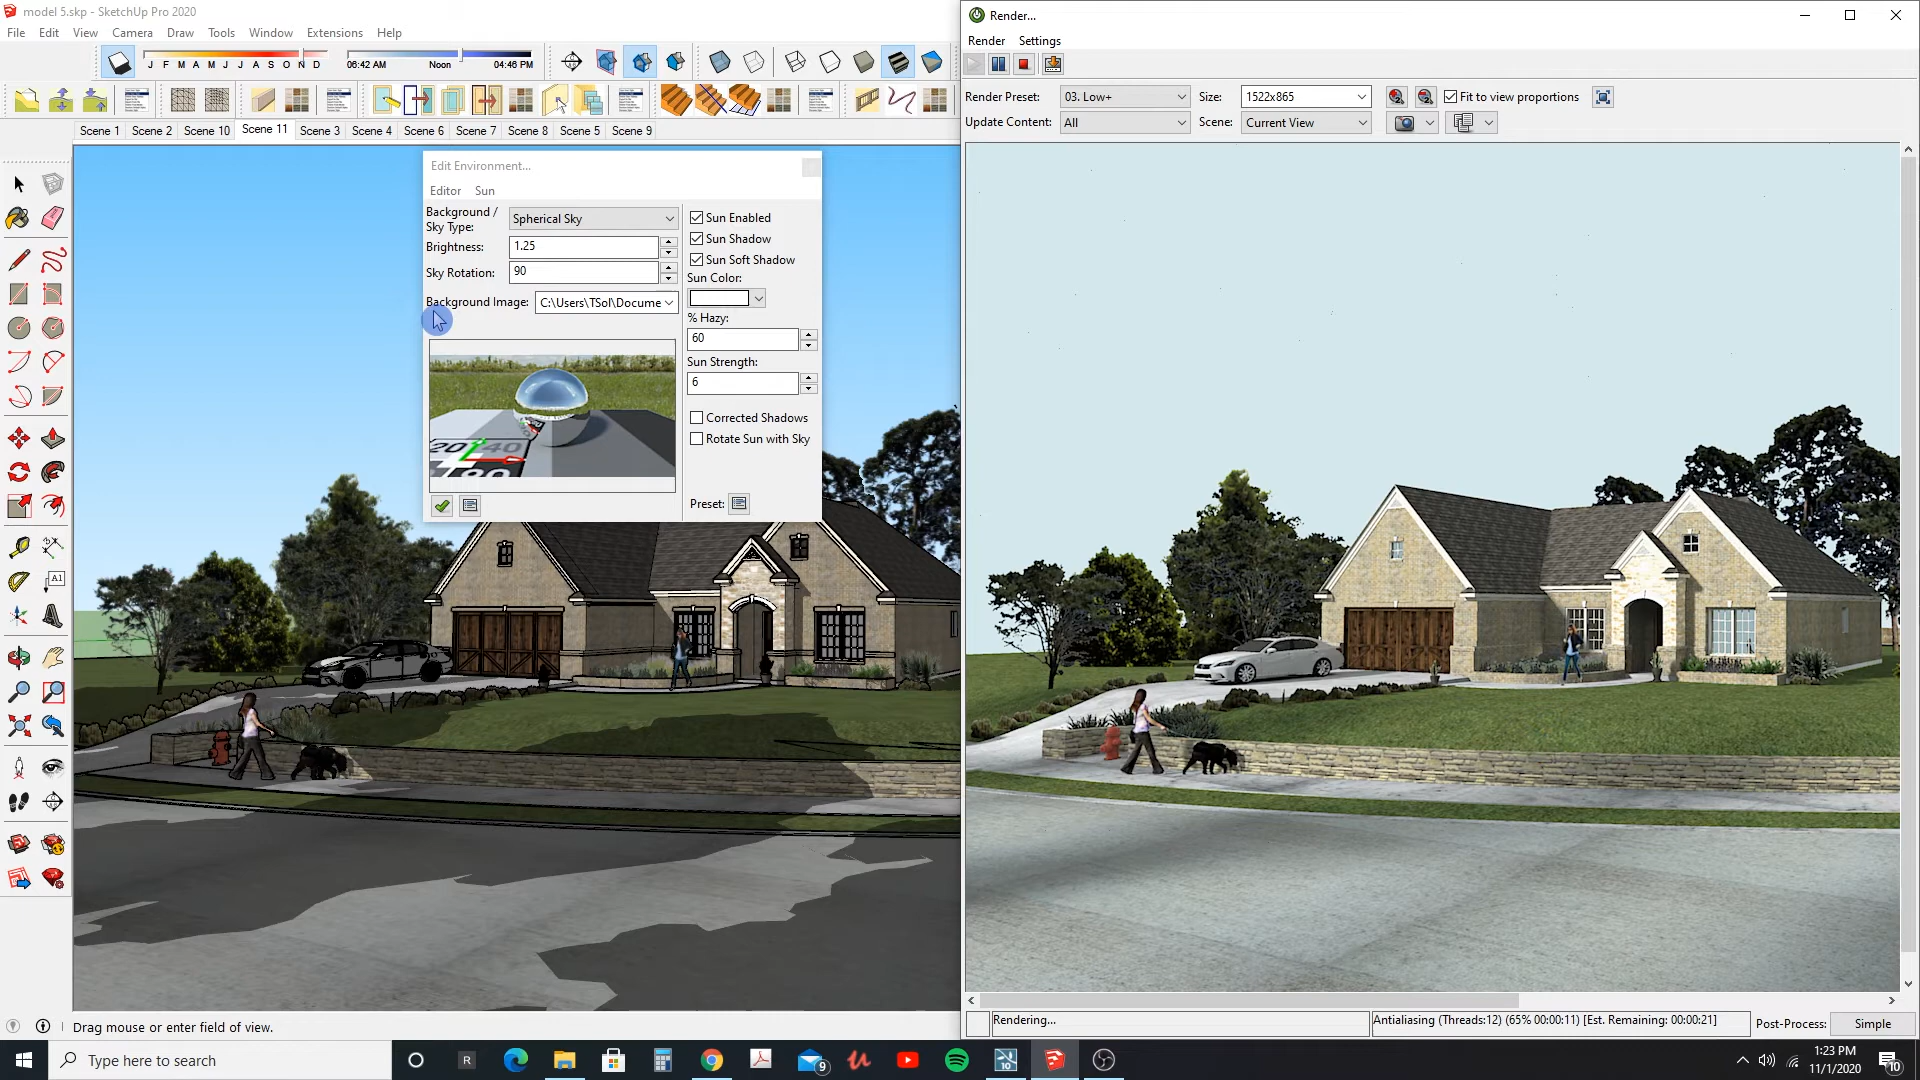 model 5.skp - SketchUp Pro 2020
File Edit View Camera Draw Tools Window Extensions Help
J F M A M J J A S O N D
06:42 AM Noon 04:46 PM
Scene 1 Scene 2 Scene 10 Scene 11 Scene 3 Scene 4 Scene 6 Scene 7 Scene 8 Scene 5 Scene 9
A1
Edit Environment...
Editor Sun
Background / Sky Type: Spherical Sky
Brightness: 1.25
Sky Rotation: 90
Background Image: C:\Users\TSol\Docume
20 40
Sun Enabled
Sun Shadow
Sun Soft Shadow
Sun Color:
% Hazy:
60
Sun Strength:
6
Corrected Shadows
Rotate Sun with Sky
Preset:
Drag mouse or enter field of view.
Render...
Render Settings
Render Preset: 03. Low+ Size: 1522x865 Fit to view proportions
Update Content: All Scene: Current View
Rendering... Antialiasing (Threads:12) (65% 00:00:11) [Est. Remaining: 00:00:21] Post-Process: Simple
Type here to search
R
9
10
1:23 PM
11/1/2020
10